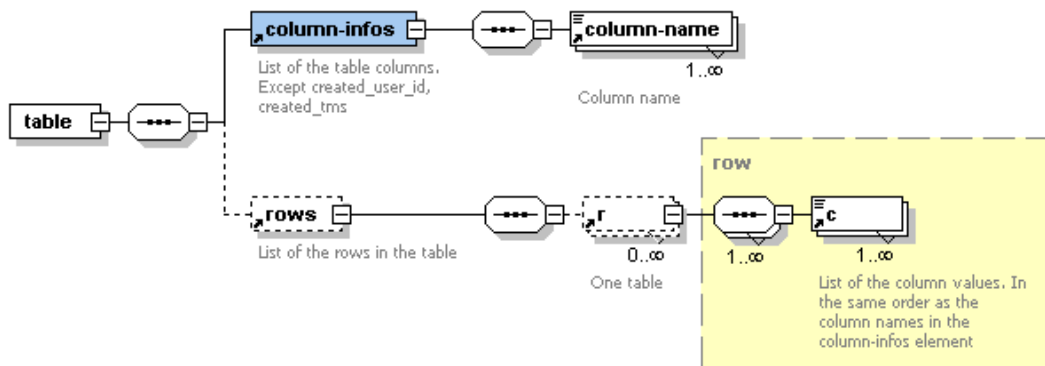 column-infos
column-name
List of the table columns.
Except created_user_id,
created_tms
1..∞
Column name
table
row
rows
r
c
List of the rows in the table
0..∞
1..∞
1..∞
One table
List of the column values. In
the same order as the
column names in the
column-infos element